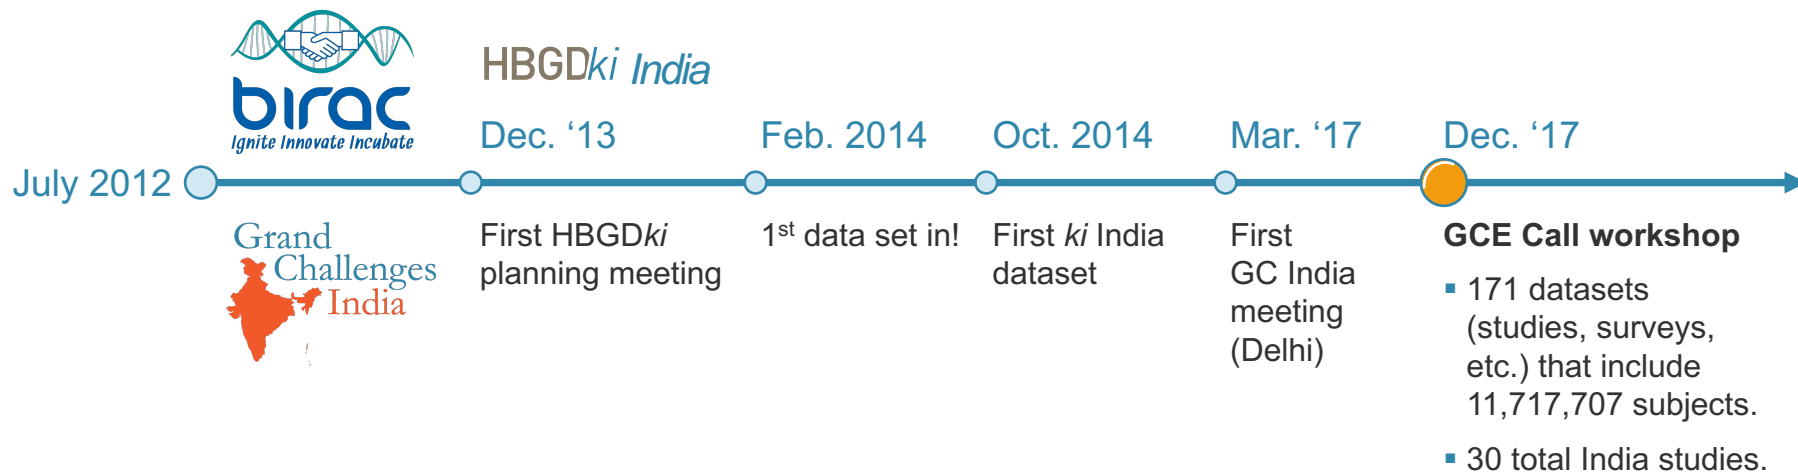 birac
Ignite Innovate Incubate
HBGDki India
July 2012
Dec. ‘13
Feb. 2014
Oct. 2014
Mar. ‘17
Dec. ‘17
Grand
Challenges
India
First HBGDki
planning meeting
1st data set in!
First ki India
dataset
First
GC India
meeting
(Delhi)
GCE Call workshop
▪ 171 datasets
(studies, surveys,
etc.) that include
11,717,707 subjects.
▪ 30 total India studies.